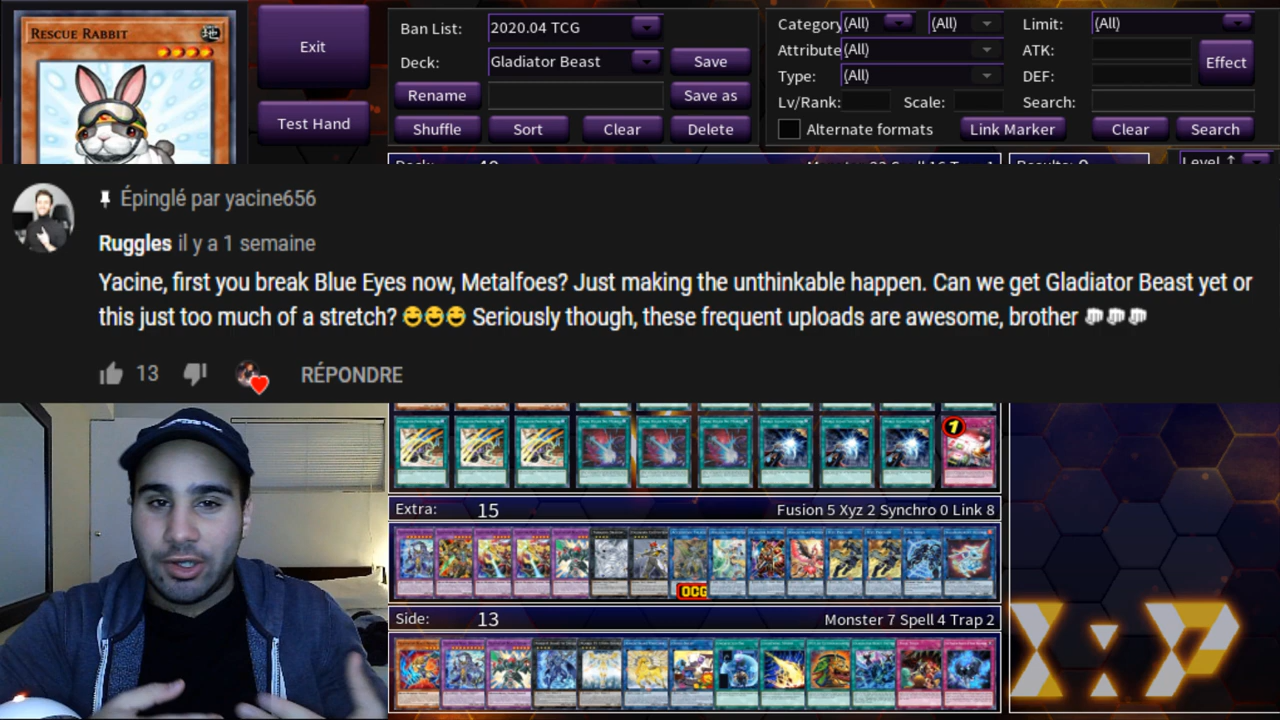 RESCUE RABBIT
Exit
Test Hand
Ban List: 2020.04 TCG
Deck: Gladiator Beast Save
Rename Save as
Shuffle Sort Clear Delete
Category (All) (All) Limit: (All)
Attribute (All) ATK:
Type: (All) DEF: Effect
Lv/Rank: Scale: Search:
Alternate formats Link Marker Clear Search
Level ↑
Épinglé par yacine656
Ruggles il y a 1 semaine
Yacine, first you break Blue Eyes now, Metalfoes? Just making the unthinkable happen. Can we get Gladiator Beast yet or
this just too much of a stretch? 😆😆😆 Seriously though, these frequent uploads are awesome, brother 👊👊👊
13 RÉPONDRE
1
Extra: 15 Fusion 5 Xyz 2 Synchro 0 Link 8
OCG
Side: 13 Monster 7 Spell 4 Trap 2